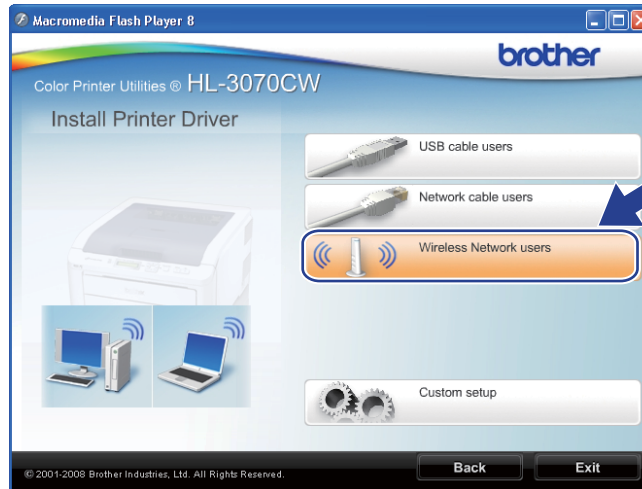 Macromedia Flash Player 8
brother
Color Printer Utilities ® HL-3070CW
Install Printer Driver
USB cable users
Network cable users
Wireless Network users
Custom setup
© 2001-2008 Brother Industries, Ltd. All Rights Reserved.
Back
Exit